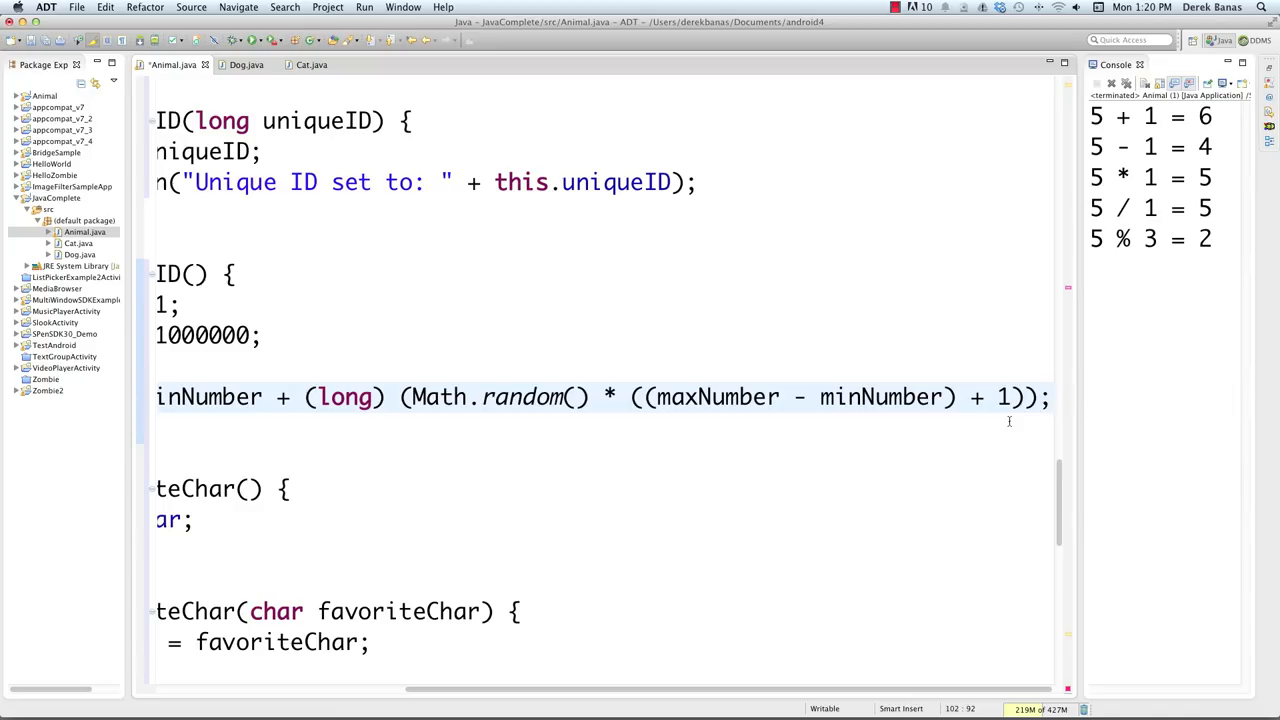 ADT File Edit Refactor Source Navigate Search Project Run Window Help 10 Mon 1:20 PM Derek Banas
Java - JavaComplete/src/Animal.java - ADT - /Users/derekbanas/Documents/android4
Quick Access Java DDMS
Package Exp
*Animal.java Dog.java Cat.java
Console
<terminated> Animal (1) [Java Application] /S
Animal
appcompat_v7
appcompat_v7_2
appcompat_v7_3
appcompat_v7_4
BridgeSample
HelloWorld
HelloZombie
ImageFilterSampleApp
JavaComplete
src
(default package)
Animal.java
Cat.java
Dog.java
JRE System Library [Ja
ListPickerExample2Activi
MediaBrowser
MultiWindowSDKExample
MusicPlayerActivity
SlookActivity
SPenSDK30_Demo
TestAndroid
TextGroupActivity
VideoPlayerActivity
Zombie
Zombie2
ID(long uniqueID) {
niqueID;
n("Unique ID set to: " + this.uniqueID);
ID() {
1;
1000000;
inNumber + (long) (Math.random() * ((maxNumber - minNumber) + 1));
teChar() {
ar;
teChar(char favoriteChar) {
= favoriteChar;
5 + 1 = 6
5 - 1 = 4
5 * 1 = 5
5 / 1 = 5
5 % 3 = 2
Writable Smart Insert 102 : 92 219M of 427M